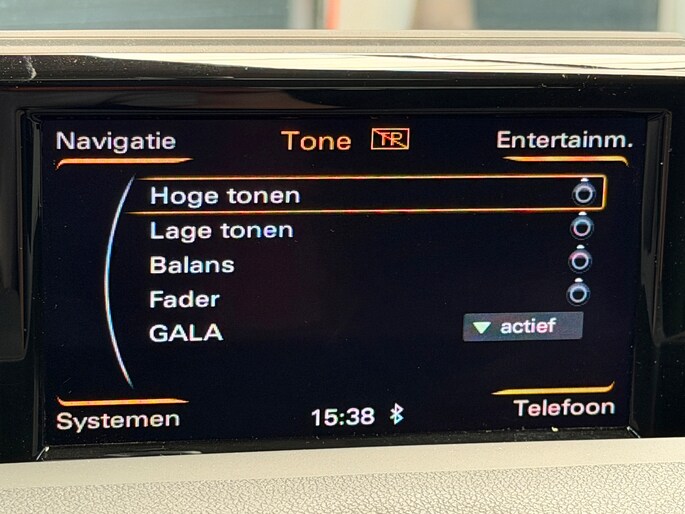 Navigatie
Tone TP
Entertainm.
Hoge tonen
Lage tonen
Balans
Fader
GALA
actief
Systemen
15:38
Telefoon